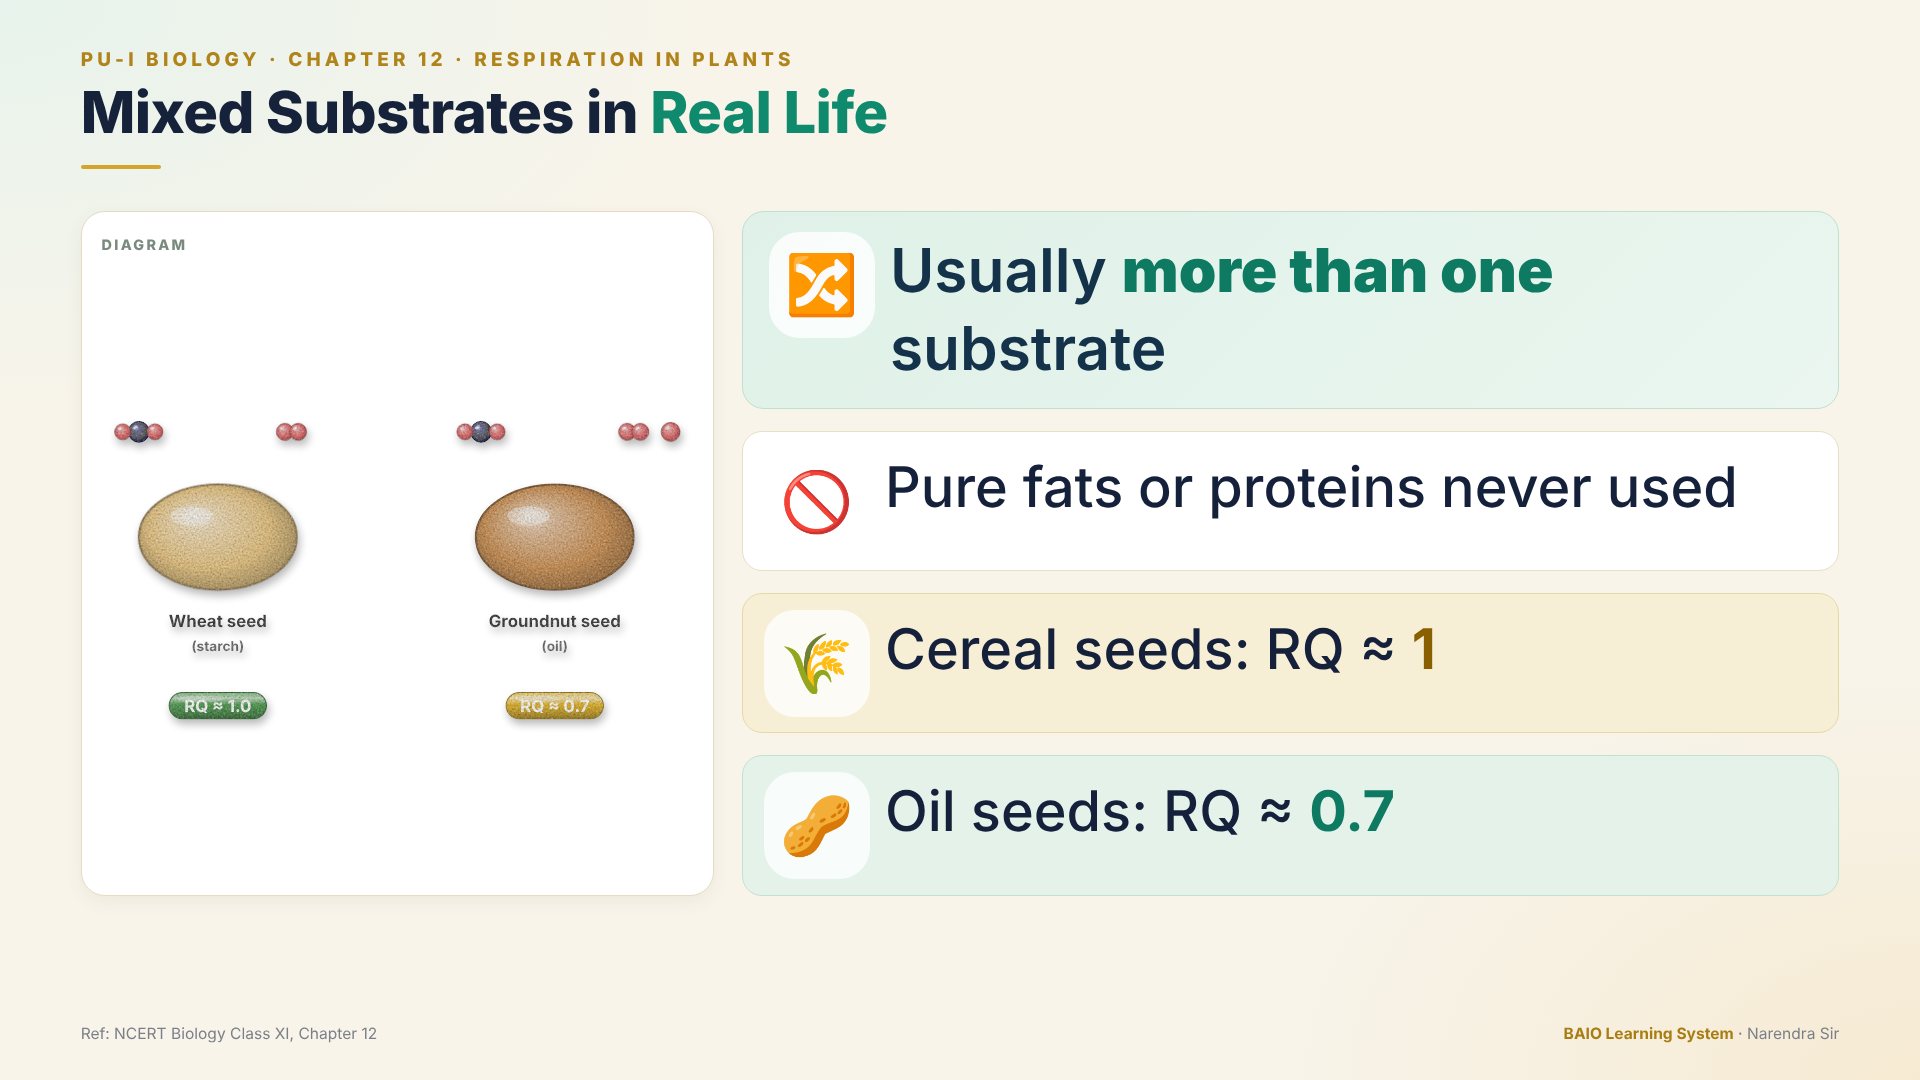 PU-I BIOLOGY · CHAPTER 12 · RESPIRATION IN PLANTS
Mixed Substrates in Real Life
DIAGRAM
Wheat seed
(starch)
RQ ≈ 1.0
Groundnut seed
(oil)
RQ ≈ 0.7
Usually more than one
substrate
Pure fats or proteins never used
Cereal seeds: RQ ≈ 1
Oil seeds: RQ ≈ 0.7
Ref: NCERT Biology Class XI, Chapter 12
BAIO Learning System · Narendra Sir